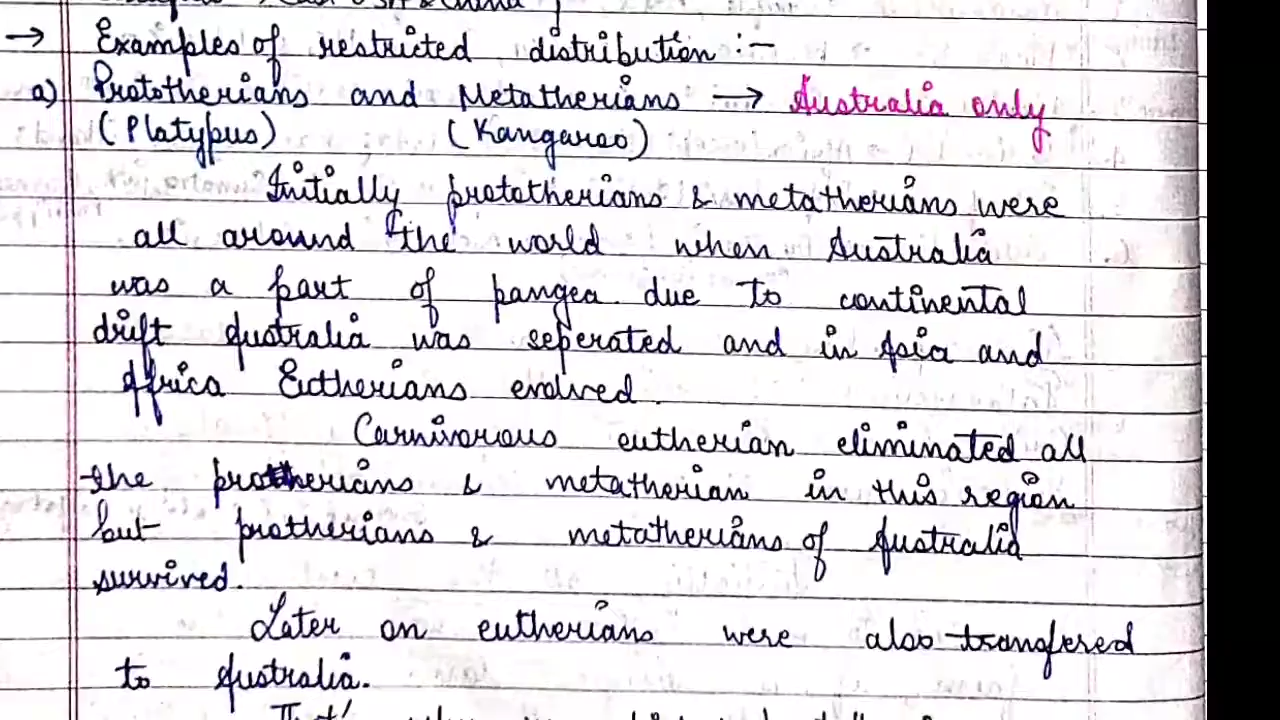 → Examples of restricted distribution :-
a) Prototherians and Metatherians → Australia only
(Platypus) (Kangaroo)
Initially prototherians & metatherians were
all around the world when Australia
was a part of pangea due to continental
drift Australia was seperated and in Asia and
Africa Eutherians evolved.
Carnivorous eutherian eliminated all
the protherians & metatherian in this region
but protherians & metatherians of Australia
survived.
Later on eutherians were also transfered
to Australia.